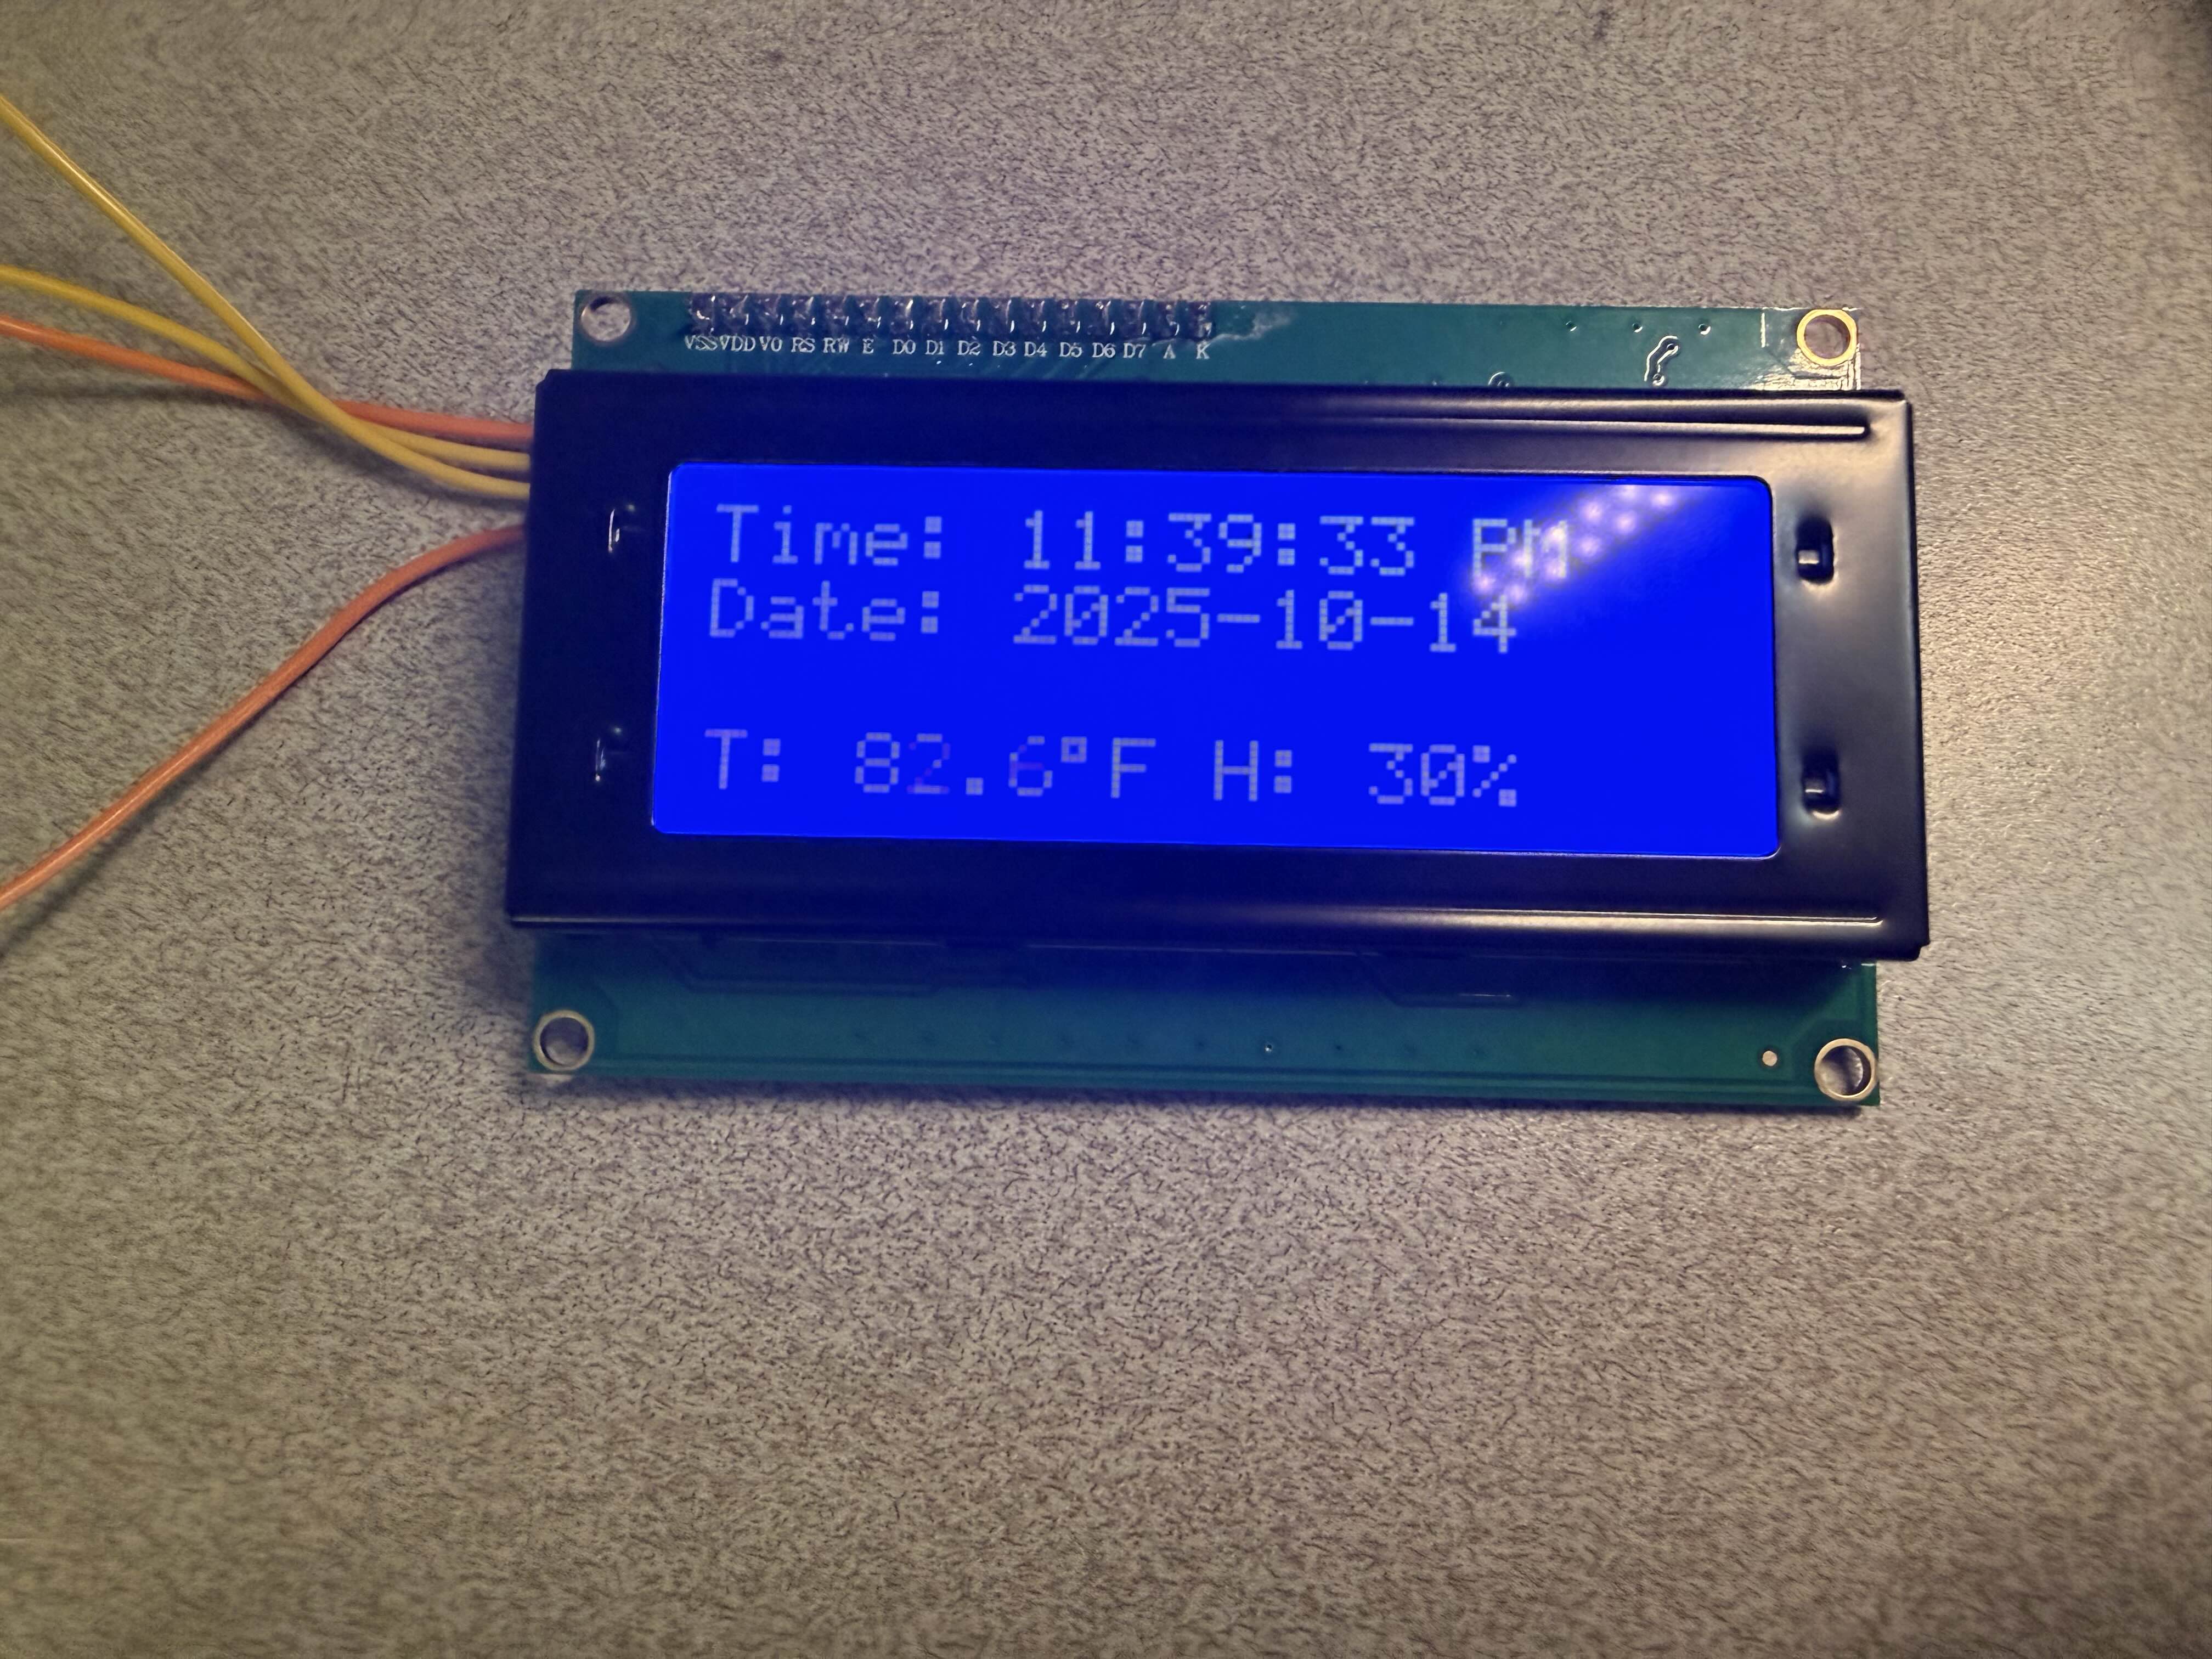 VSS VDD V0 RS RW E D0 D1 D2 D3 D4 D5 D6 D7 A K
Time: 11:39:33 PM
Date: 2025-10-14
T: 82.6°F H: 30%